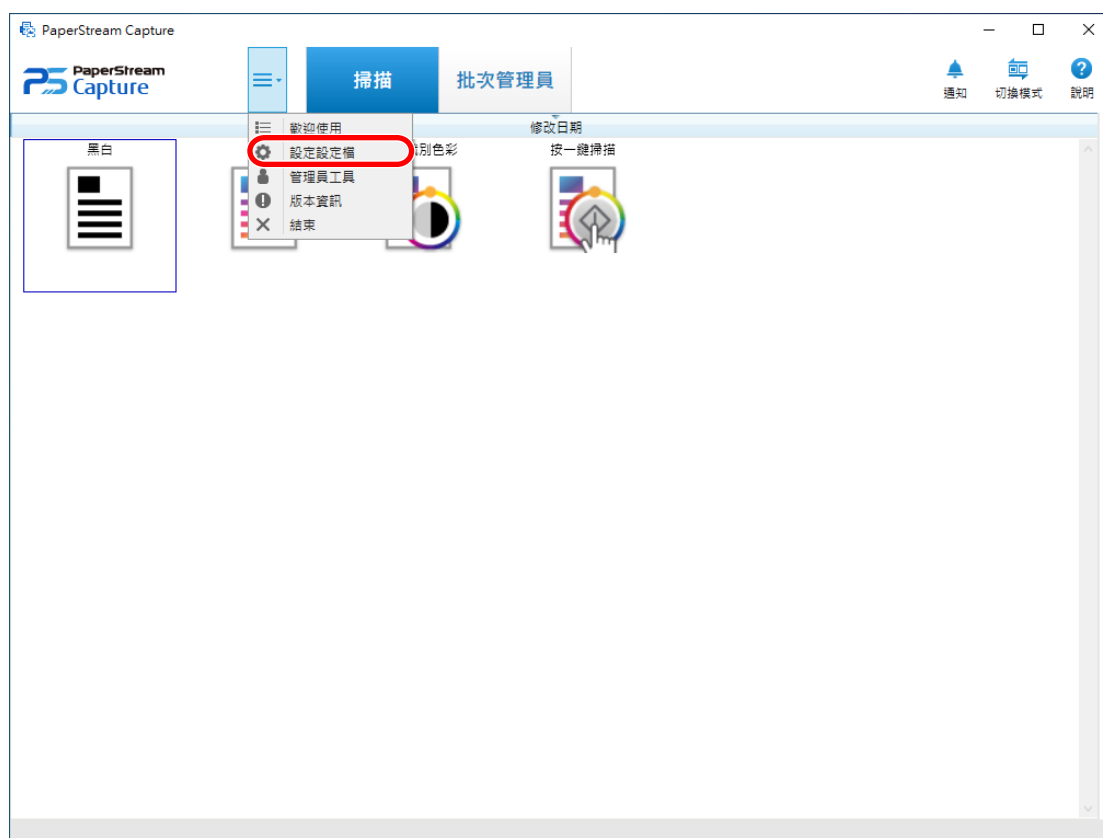 PaperStream Capture
PaperStream
Capture
掃描
批次管理員
通知
切換模式
說明
修改日期
歡迎使用
設定設定檔
管理員工具
版本資訊
結束
黑白
別色彩
按一鍵掃描